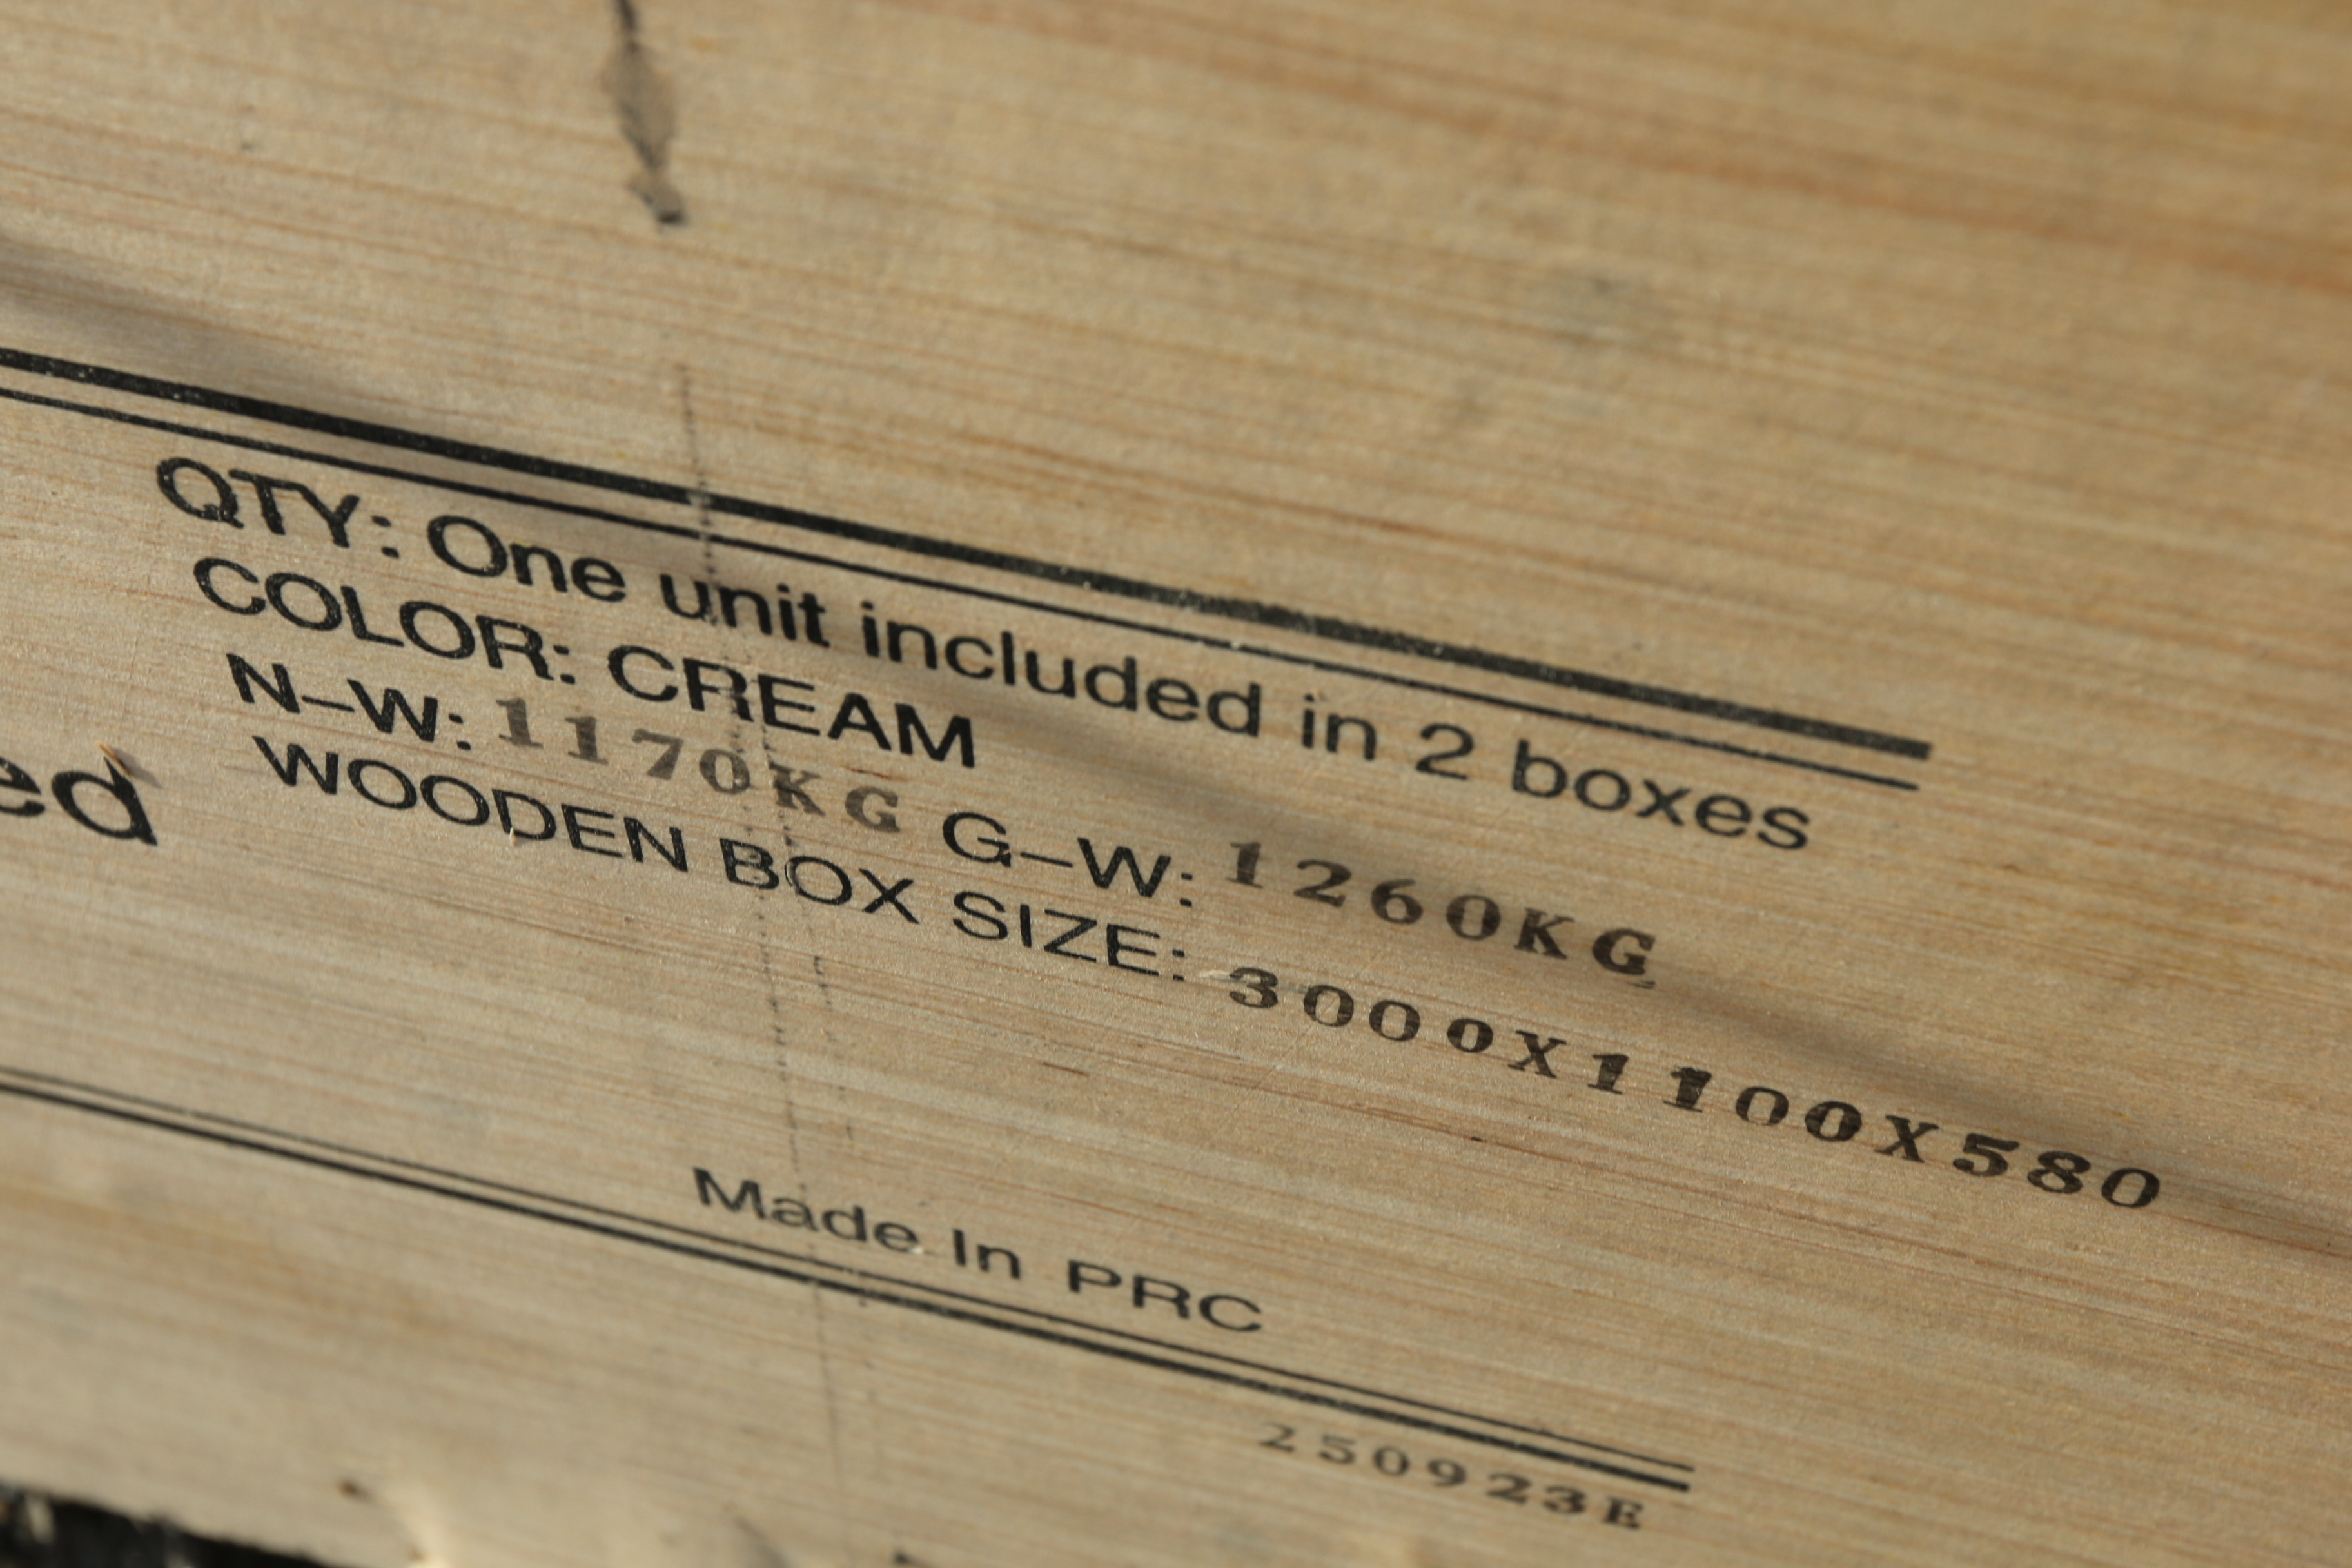 QTY: One unit included in 2 boxes
COLOR: CREAM
N-W: 1170KG G-W: 1260KG
WOODEN BOX SIZE: 3000X1100X580
ed
Made In PRC
250923E